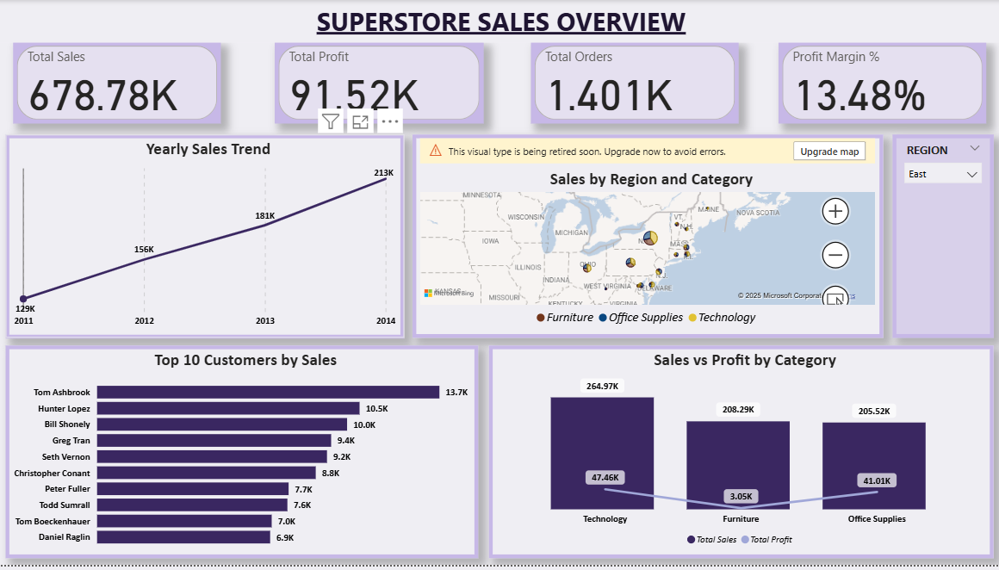 SUPERSTORE SALES OVERVIEW
Total Sales
678.78K
Total Profit
91.52K
Total Orders
1.401K
Profit Margin %
13.48%
Yearly Sales Trend
213K
181K
156K
129K
2011 2012 2013 2014
This visual type is being retired soon. Upgrade now to avoid errors. Upgrade map
Sales by Region and Category
MINNESOTA
WISCONSIN
MICHIGAN
IOWA
ILLINOIS
INDIANA
OHIO
WEST VIRGINIA
MISSOURI
KANSAS
KENTUCKY
VIRGINIA
DELAWARE
N.J.
VT.
N.H.
MAINE
NOVA SCOTIA
Microsoft Bing
© 2025 Microsoft Corporat
Furniture Office Supplies Technology
REGION
East
Top 10 Customers by Sales
Tom Ashbrook 13.7K
Hunter Lopez 10.5K
Bill Shonely 10.0K
Greg Tran 9.4K
Seth Vernon 9.2K
Christopher Conant 8.8K
Peter Fuller 7.7K
Todd Sumrall 7.6K
Tom Boeckenhauer 7.0K
Daniel Raglin 6.9K
Sales vs Profit by Category
264.97K
208.29K
205.52K
47.46K
3.05K
41.01K
Technology Furniture Office Supplies
Total Sales Total Profit